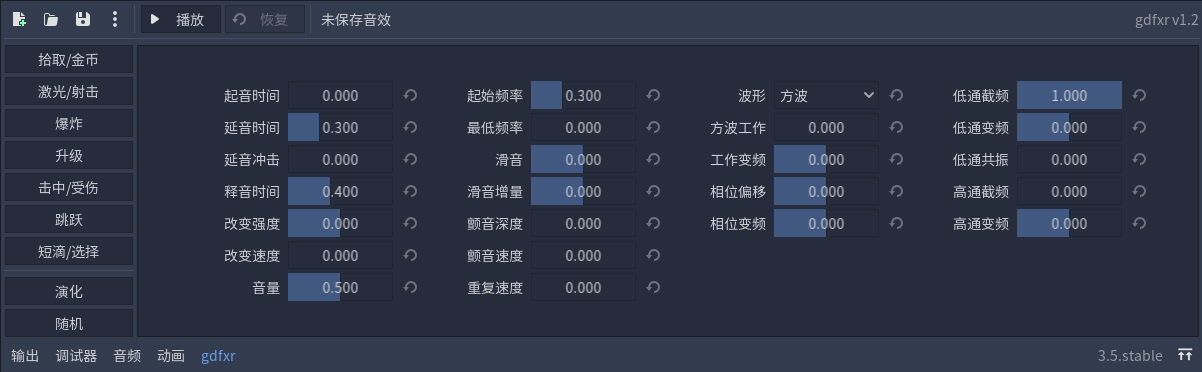 播放 恢复 未保存音效 gdfxr v1.2
拾取/金币
激光/射击
爆炸
升级
击中/受伤
跳跃
短滴/选择
演化
随机
起音时间 0.000
延音时间 0.300
延音冲击 0.000
释音时间 0.400
改变强度 0.000
改变速度 0.000
音量 0.500
起始频率 0.300
最低频率 0.000
滑音 0.000
滑音增量 0.000
颤音深度 0.000
颤音速度 0.000
重复速度 0.000
波形 方波
方波工作 0.000
工作变频 0.000
相位偏移 0.000
相位变频 0.000
低通截频 1.000
低通变频 0.000
低通共振 0.000
高通截频 0.000
高通变频 0.000
输出 调试器 音频 动画 gdfxr 3.5.stable